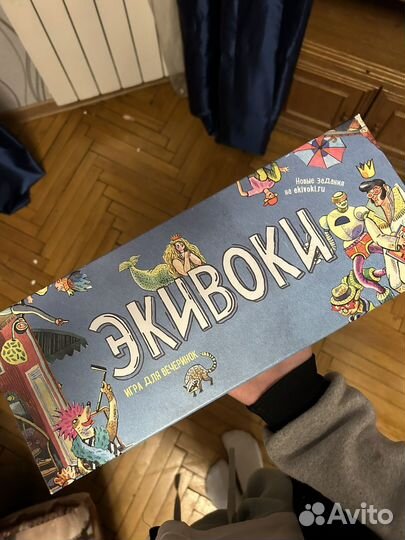 Новые задания
на ekivoki.ru
ЭКИВОКИ
ИГРА ДЛЯ ВЕЧЕРИНОК
Avito